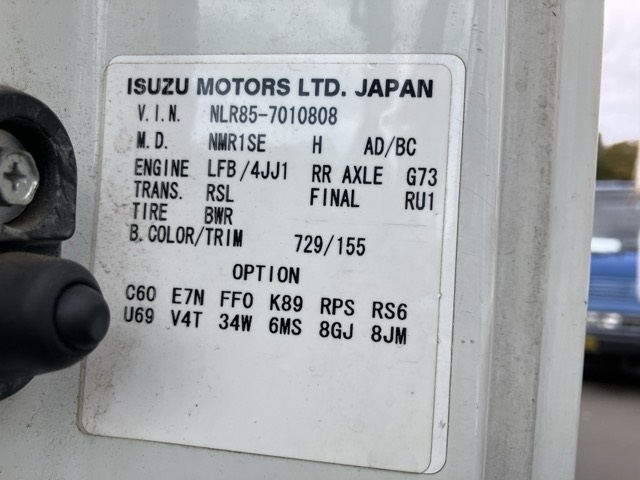 ISUZU MOTORS LTD. JAPAN
V.I.N. NLR85-7010808
M.D. NMR1SE H AD/BC
ENGINE LFB/4JJ1 RR AXLE G73
TRANS. RSL FINAL RU1
TIRE BWR
B.COLOR/TRIM 729/155
OPTION
C60 E7N FF0 K89 RPS RS6
U69 V4T 34W 6MS 8GJ 8JM